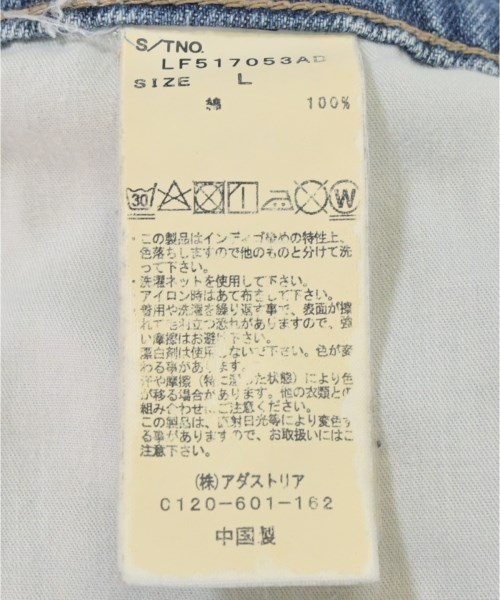 S/TNO.
LF517053AD
SIZE L
綿 100%
30 W
・この製品はインディゴ染めの特性上、
色落ちしますので他のものと分けて洗
って下さい。
・洗濯ネットを使用して下さい。
アイロン時はあて布をして下さい。
着用や洗濯を繰り返す事で、表面が擦
れて毛羽立つ恐れがありますので、強
い摩擦はお避け下さい。
漂白剤は使用しないで下さい。色が変
わる事があります。
汗や摩擦（特に湿った状態）により色
が移る場合があります。他の衣類との
組み合わせにご注意ください。
この製品は、直射日光等により変色す
る事がありますので、お取扱いにはご
注意下さい。
(株)アダストリア
C120-601-162
中国製